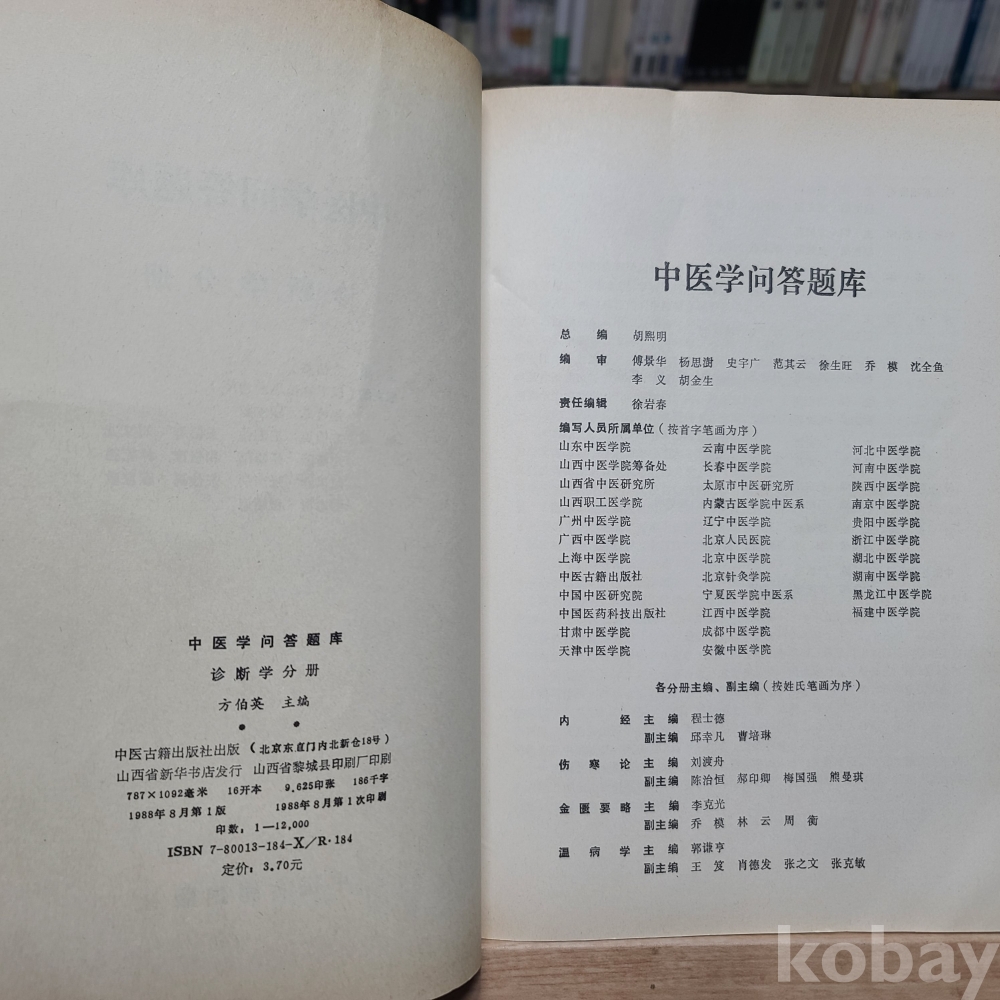 中医学问答题库
诊断学分册
方伯英 主编
中医古籍出版社出版(北京东直门内北新仓18号)
山西省新华书店发行 山西省黎城县印刷厂印刷
787×1092毫米 16开本 9.625印张 186千字
1988年8月第1版 1988年8月第1次印刷
印数:1—12,000
ISBN 7-80013-184-X/R·184
定价:3.70元
中医学问答题库
总编 胡熙明
编审 傅景华 杨思澍 史宇广 范其云 徐生旺 乔模 沈全鱼
李义 胡金生
责任编辑 徐岩春
编写人员所属单位(按首字笔画为序)
山东中医学院 云南中医学院 河北中医学院
山西中医学院筹备处 长春中医学院 河南中医学院
山西省中医研究所 太原市中医研究所 陕西中医学院
山西职工医学院 内蒙古医学院中医系 南京中医学院
广州中医学院 辽宁中医学院 贵阳中医学院
广西中医学院 北京人民医院 浙江中医学院
上海中医学院 北京中医学院 湖北中医学院
中医古籍出版社 北京针灸学院 湖南中医学院
中国中医研究院 宁夏医学院中医系 黑龙江中医学院
中国医药科技出版社 江西中医学院 福建中医学院
甘肃中医学院 成都中医学院
天津中医学院 安徽中医学院
各分册主编、副主编(按姓氏笔画为序)
内经 主编 程士德
副主编 邱幸凡 曹培琳
伤寒论 主编 刘渡舟
副主编 陈治恒 郝印卿 梅国强 熊曼琪
金匮要略 主编 李克光
副主编 乔模 林云 周衡
温病学 主编 郭谦亨
副主编 王笈 肖德发 张之文 张克敏
kobay